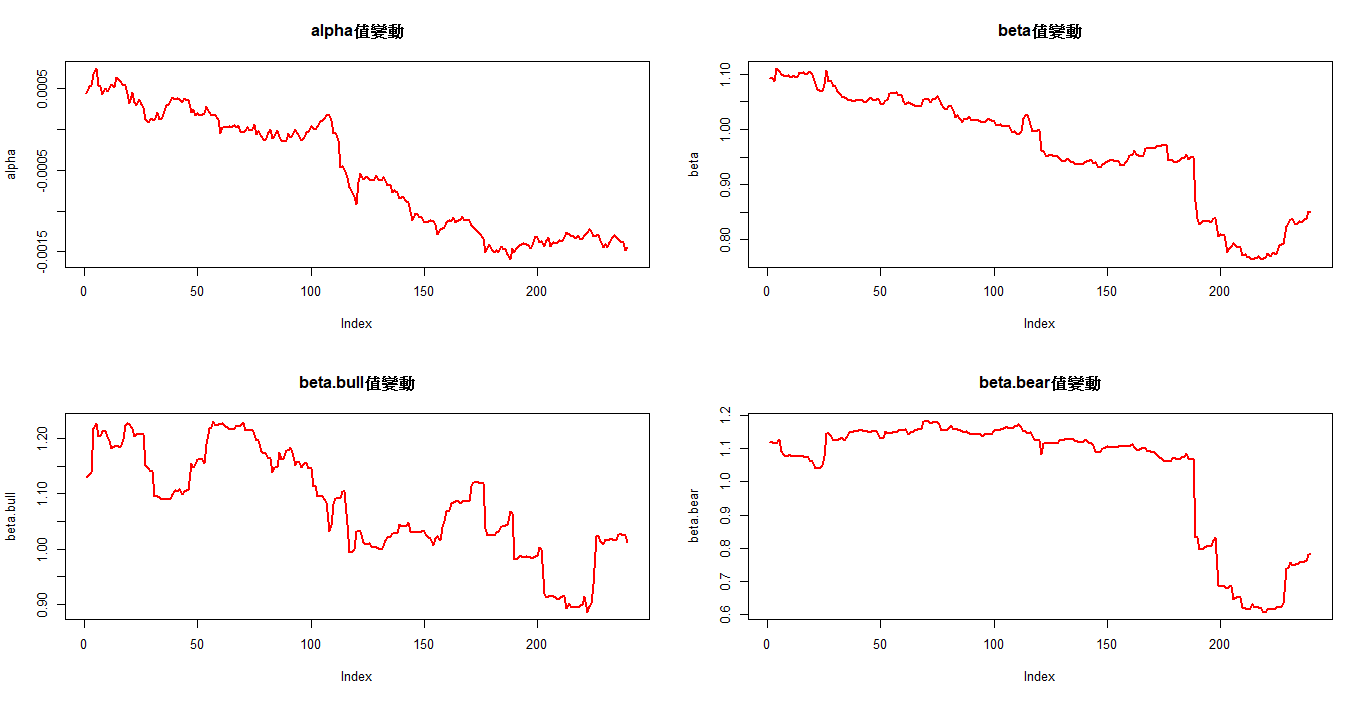 alpha值變動
alpha
0.0005
-0.0005
-0.0015
0 50 100 150 200
Index
beta值變動
beta
1.10
1.00
0.90
0.80
0 50 100 150 200
Index
beta.bull值變動
beta.bull
1.20
1.10
1.00
0.90
0 50 100 150 200
Index
beta.bear值變動
beta.bear
1.2
1.1
1.0
0.9
0.8
0.7
0.6
0 50 100 150 200
Index